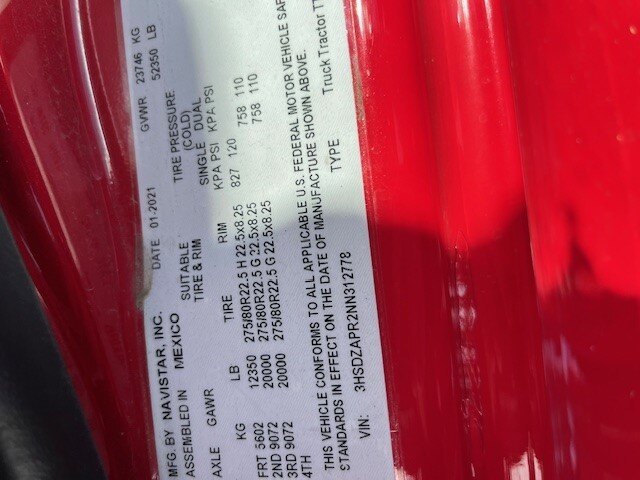 MFG. BY NAVISTAR, INC. DATE 01.2021 GVWR 23746 KG
ASSEMBLED IN MEXICO 52350 LB
SUITABLE TIRE PRESSURE
AXLE GAWR TIRE & RIM (COLD)
SINGLE DUAL
KG LB TIRE RIM KPA PSI KPA PSI
FRT 5602 12350 275/80R22.5 H 22.5x8.25 827 120
2ND 9072 20000 275/80R22.5 G 22.5x8.25 758 110
3RD 9072 20000 275/80R22.5 G 22.5x8.25 758 110
4TH
THIS VEHICLE CONFORMS TO ALL APPLICABLE U.S. FEDERAL MOTOR VEHICLE SAF
STANDARDS IN EFFECT ON THE DATE OF MANUFACTURE SHOWN ABOVE.
VIN: 3HSDZAPR2NN312778 TYPE Truck Tractor